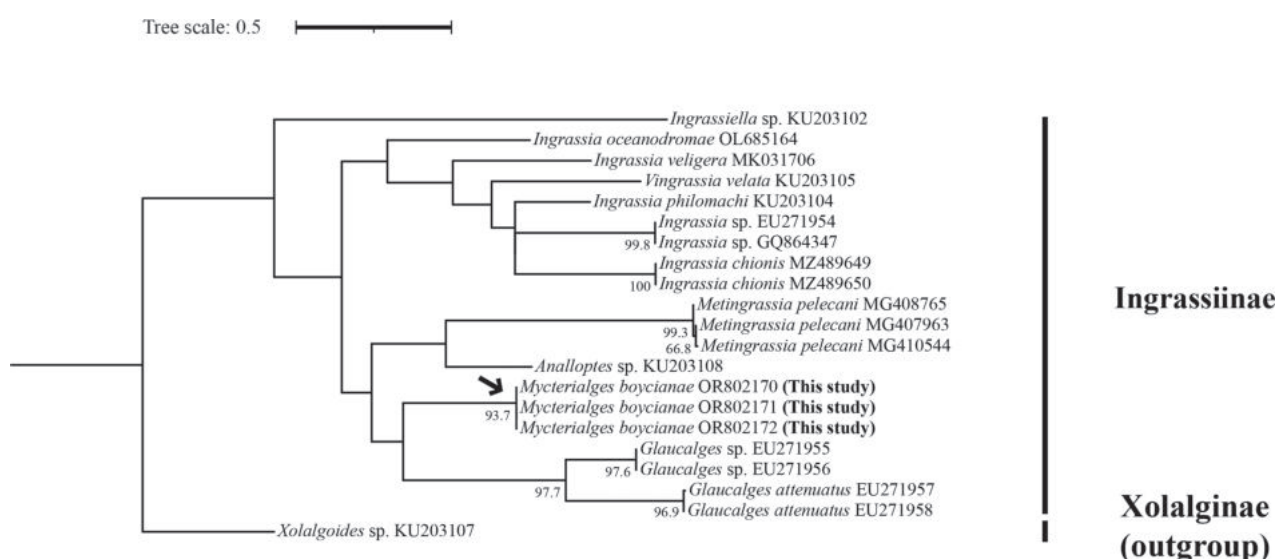 Tree scale: 0.5
Ingrassiella sp. KU203102
Ingrassia oceanodromae OL685164
Ingrassia veligera MK031706
Vingrassia velata KU203105
Ingrassia philomachi KU203104
Ingrassia sp. EU271954
99.8 Ingrassia sp. GQ864347
Ingrassia chionis MZ489649
100 Ingrassia chionis MZ489650
Metingrassia pelecani MG408765
99.3 Metingrassia pelecani MG407963
66.8 Metingrassia pelecani MG410544
Analloptes sp. KU203108
Mycterialges boycianae OR802170 (This study)
93.7 Mycterialges boycianae OR802171 (This study)
Mycterialges boycianae OR802172 (This study)
Glaucalges sp. EU271955
97.6 Glaucalges sp. EU271956
97.7 Glaucalges attenuatus EU271957
96.9 Glaucalges attenuatus EU271958
Xolalgoides sp. KU203107
Ingrassiinae
Xolalginae
(outgroup)